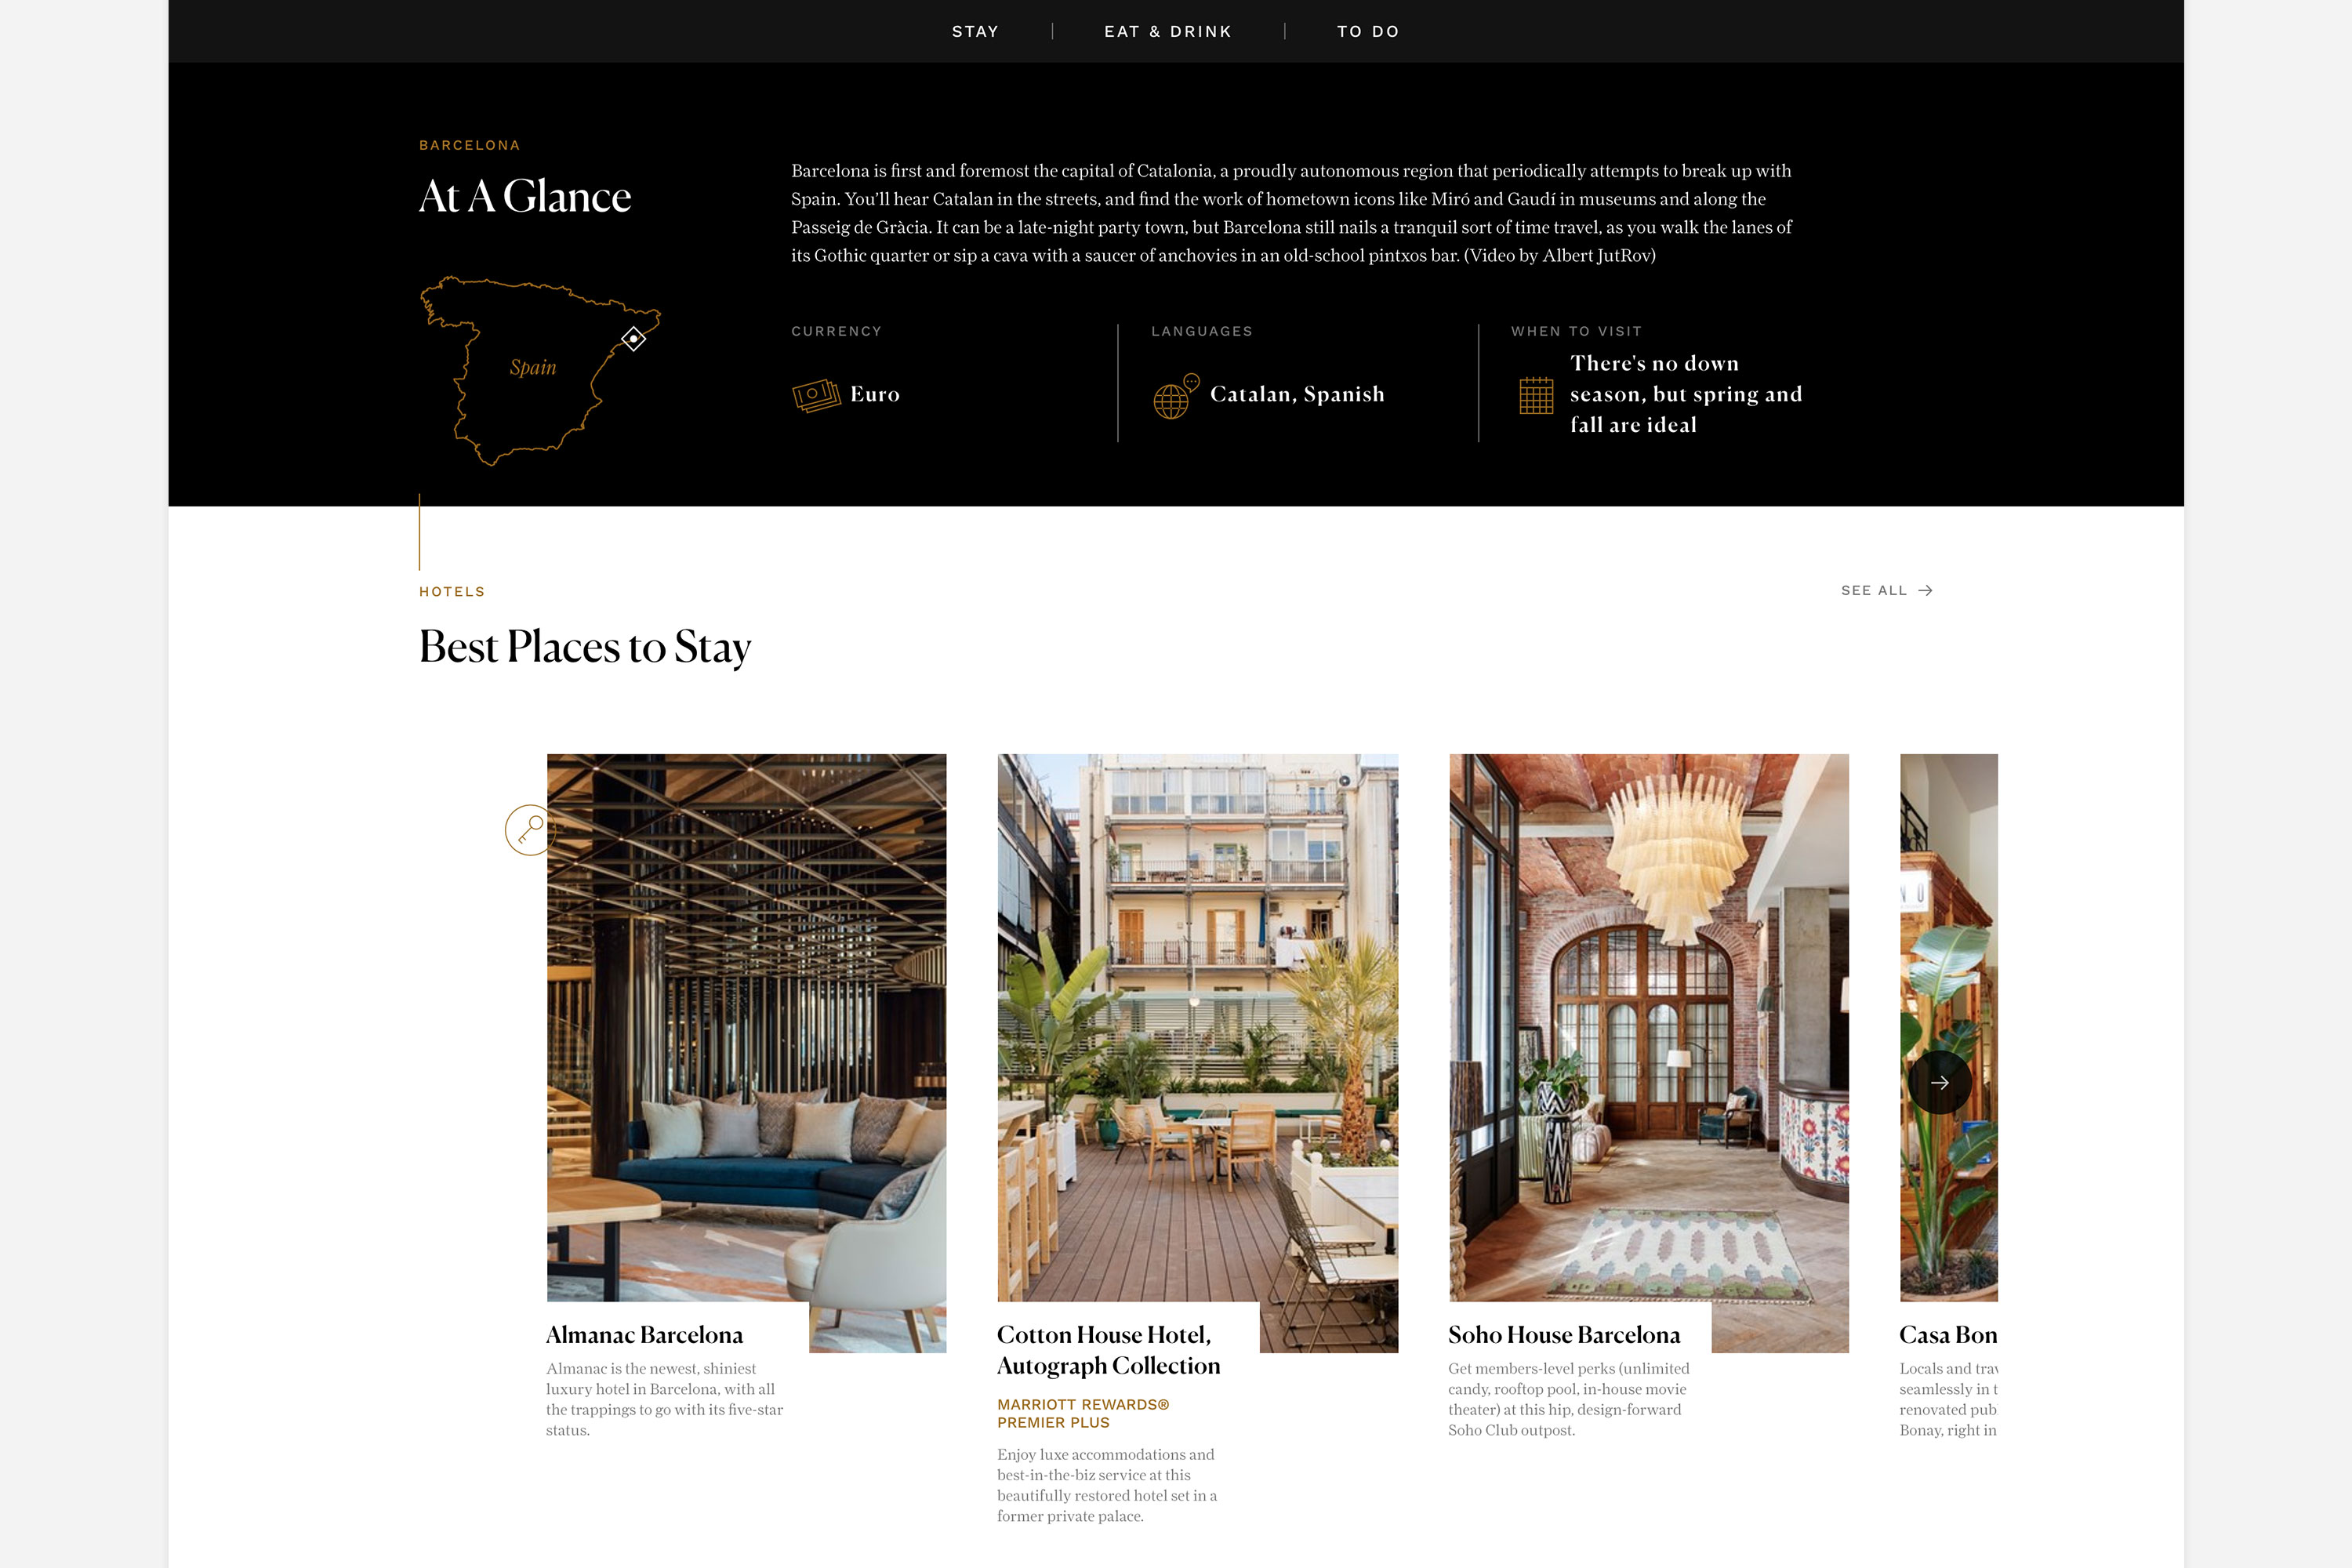 STAY
EAT & DRINK
TO DO
BARCELONA
At A Glance
Barcelona is first and foremost the capital of Catalonia, a proudly autonomous region that periodically attempts to break up with
Spain. You’ll hear Catalan in the streets, and find the work of hometown icons like Miró and Gaudí in museums and along the
Passeig de Gràcia. It can be a late-night party town, but Barcelona still nails a tranquil sort of time travel, as you walk the lanes of
its Gothic quarter or sip a cava with a saucer of anchovies in an old-school pintxos bar. (Video by Albert JutRov)
Spain
CURRENCY
Euro
LANGUAGES
Catalan, Spanish
WHEN TO VISIT
There's no down
season, but spring and
fall are ideal
HOTELS
SEE ALL
Best Places to Stay
Almanac Barcelona
Almanac is the newest, shiniest
luxury hotel in Barcelona, with all
the trappings to go with its five-star
status.
Cotton House Hotel,
Autograph Collection
MARRIOTT REWARDS®
PREMIER PLUS
Enjoy luxe accommodations and
best-in-the-biz service at this
beautifully restored hotel set in a
former private palace.
Soho House Barcelona
Get members-level perks (unlimited
candy, rooftop pool, in-house movie
theater) at this hip, design-forward
Soho Club outpost.
Casa Bon
Locals and
seamlessly in
renovated
Bonay, right in